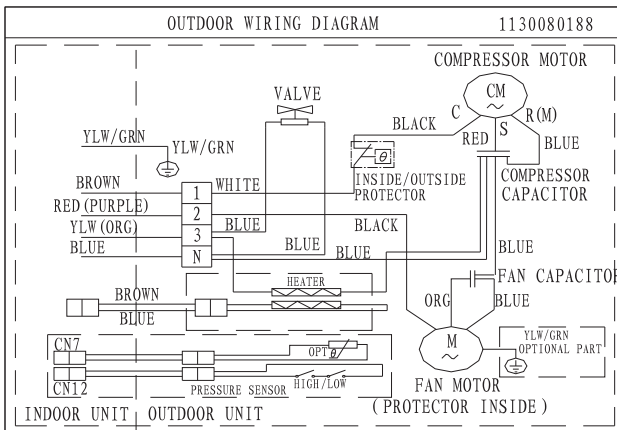 OUTDOOR WIRING DIAGRAM 1130080188
COMPRESSOR MOTOR
VALVE
CM
~
C
S
R(M)
BLACK
RED
BLUE
YLW/GRN
YLW/GRN
θ
INSIDE/OUTSIDE
PROTECTOR
COMPRESSOR
CAPACITOR
BROWN
1
WHITE
RED(PURPLE)
2
BLUE
BLACK
YLW(ORG)
3
BLUE
N
BLUE
BLUE
BLUE
HEATER
FAN CAPACITOR
BROWN
BLUE
ORG
BLUE
M
~
YLW/GRN
OPTIONAL PART
CN7
OPT
θ
CN12
PRESSURE SENSOR
HIGH/LOW
FAN MOTOR
(PROTECTOR INSIDE)
INDOOR UNIT
OUTDOOR UNIT